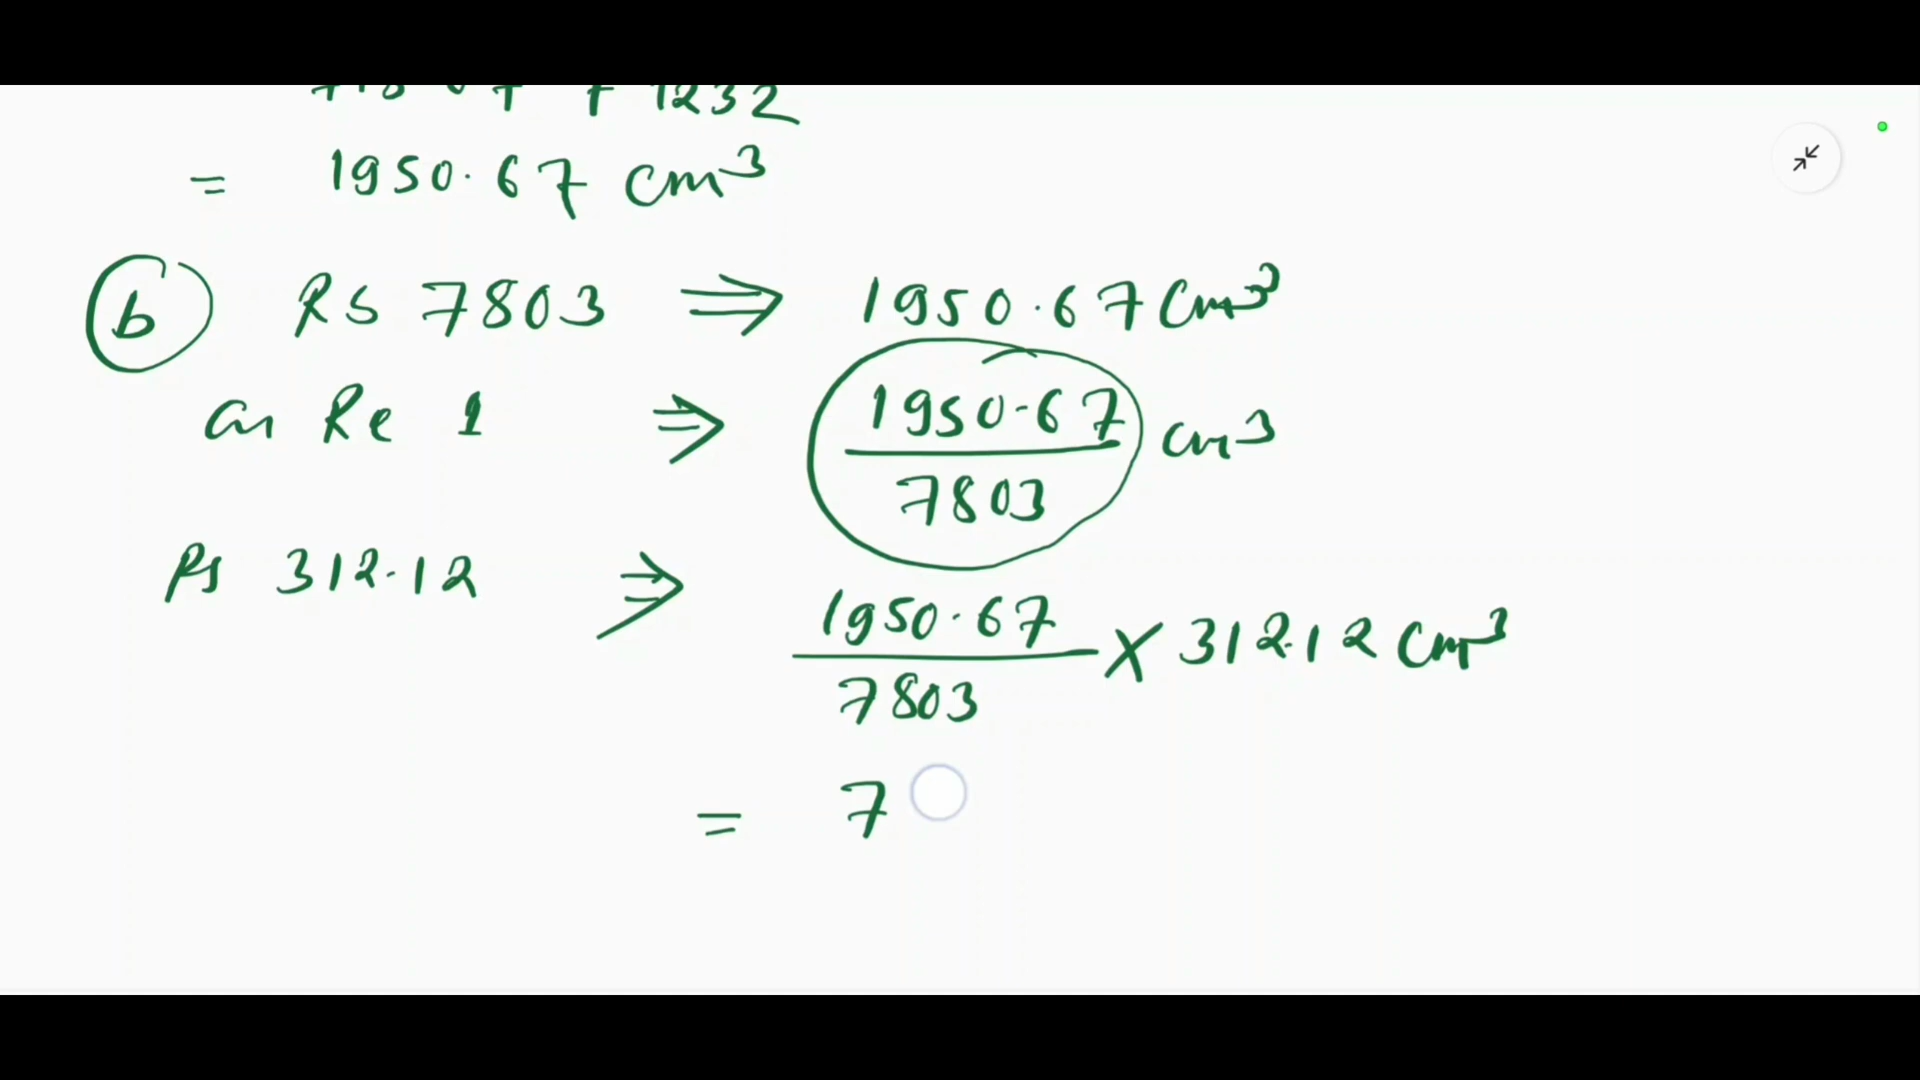 + 1232
= 1950.67 cm³
(b) RS 7803 ⇒ 1950.67 cm³
Re 1 ⇒ 1950.67/7803 cm³
Rs 312.12 ⇒ 1950.67/7803 × 312.12 cm³
= 7